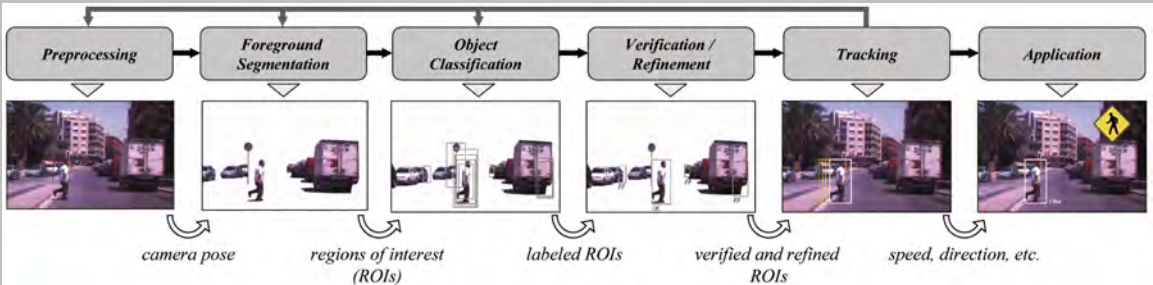 Preprocessing
Foreground
Segmentation
Object
Classification
Verification /
Refinement
Tracking
Application
camera pose
regions of interest
(ROIs)
labeled ROIs
verified and refined
ROIs
speed, direction, etc.